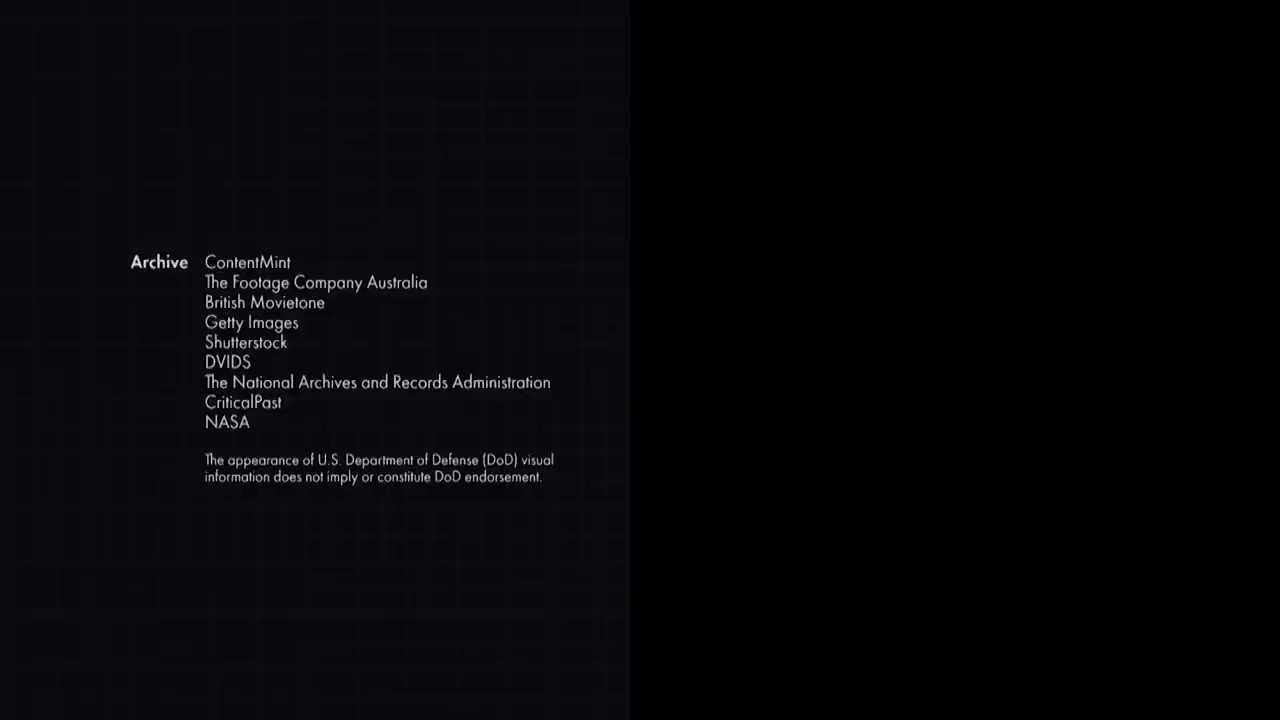 Archive ContentMint
The Footage Company Australia
British Movietone
Getty Images
Shutterstock
DVIDS
The National Archives and Records Administration
CriticalPast
NASA
The appearance of U.S. Department of Defense (DoD) visual
information does not imply or constitute DoD endorsement.